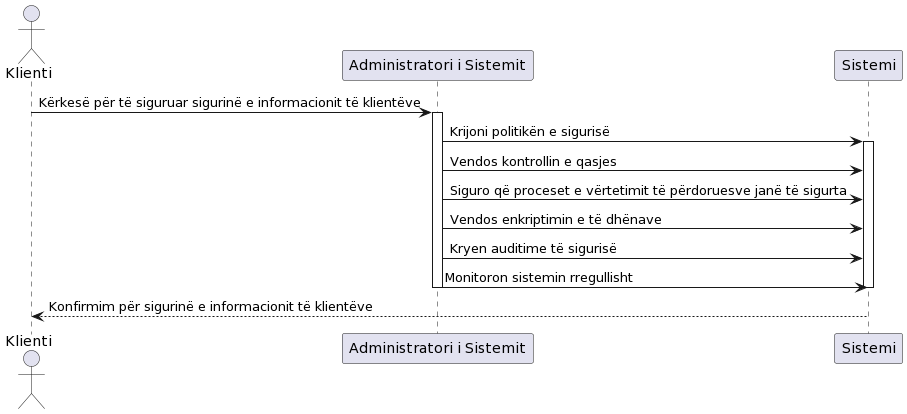 Klienti
Administratori i Sistemit
Sistemi
Kërkesë për të siguruar sigurinë e informacionit të klientëve
Krijoni politikën e sigurisë
Vendos kontrollin e qasjes
Siguro që proceset e vërtetimit të përdoruesve janë të sigurta
Vendos enkriptimin e të dhënave
Kryen auditime të sigurisë
Monitoron sistemin rregullisht
Konfirmim për sigurinë e informacionit të klientëve
Klienti
Administratori i Sistemit
Sistemi